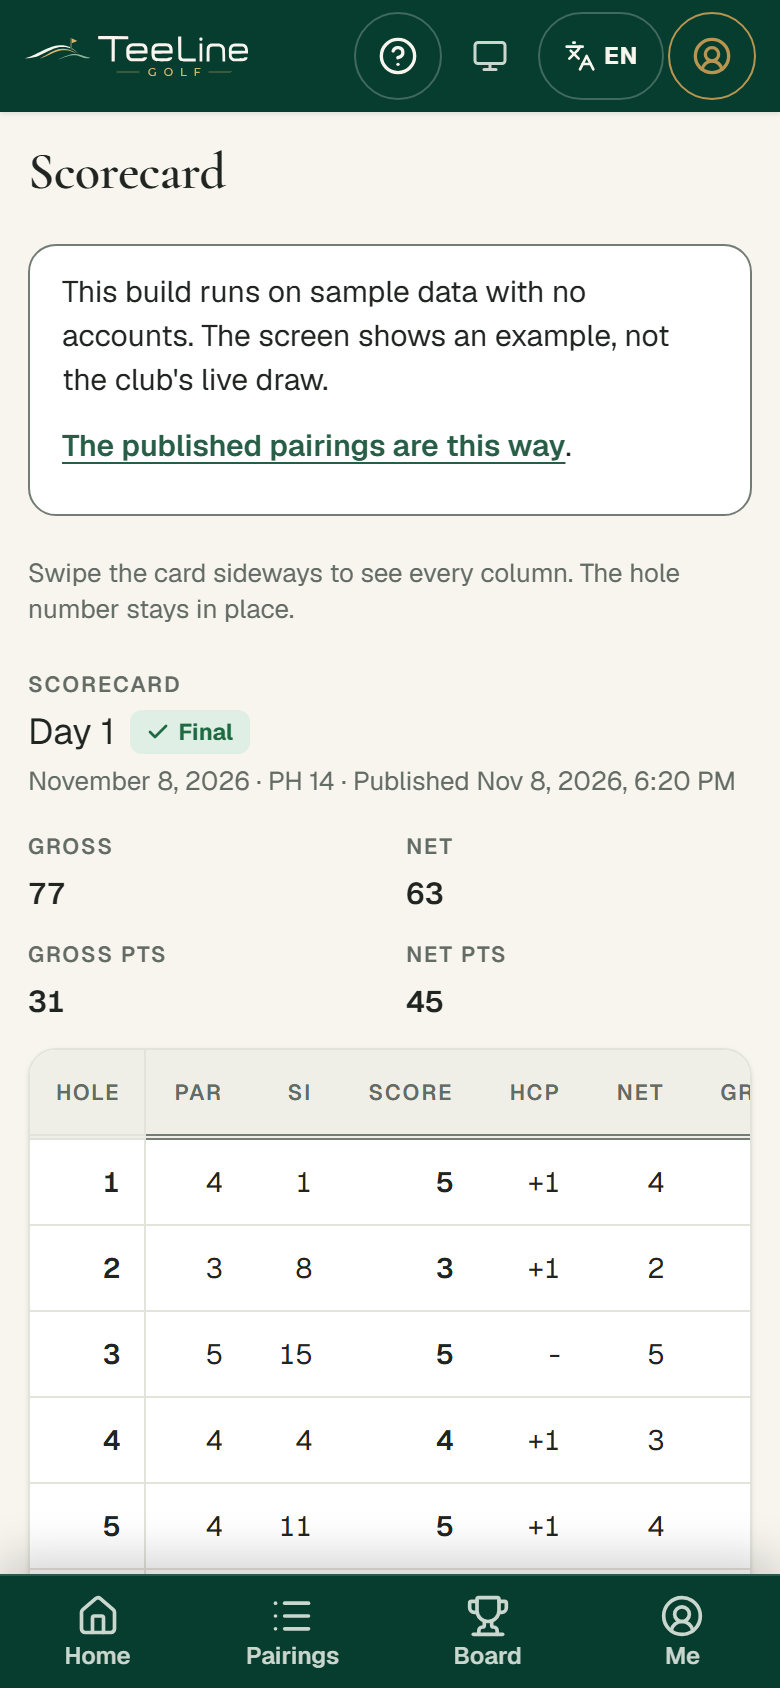 TeeLine
GOLF
EN
Scorecard
This build runs on sample data with no
accounts. The screen shows an example, not
the club's live draw.
The published pairings are this way.
Swipe the card sideways to see every column. The hole
number stays in place.
SCORECARD
Day 1 Final
November 8, 2026 · PH 14 · Published Nov 8, 2026, 6:20 PM
GROSS NET
77 63
GROSS PTS NET PTS
31 45
HOLE PAR SI SCORE HCP NET GR
1 4 1 5 +1 4
2 3 8 3 +1 2
3 5 15 5 - 5
4 4 4 4 +1 3
5 4 11 5 +1 4
Home Pairings Board Me